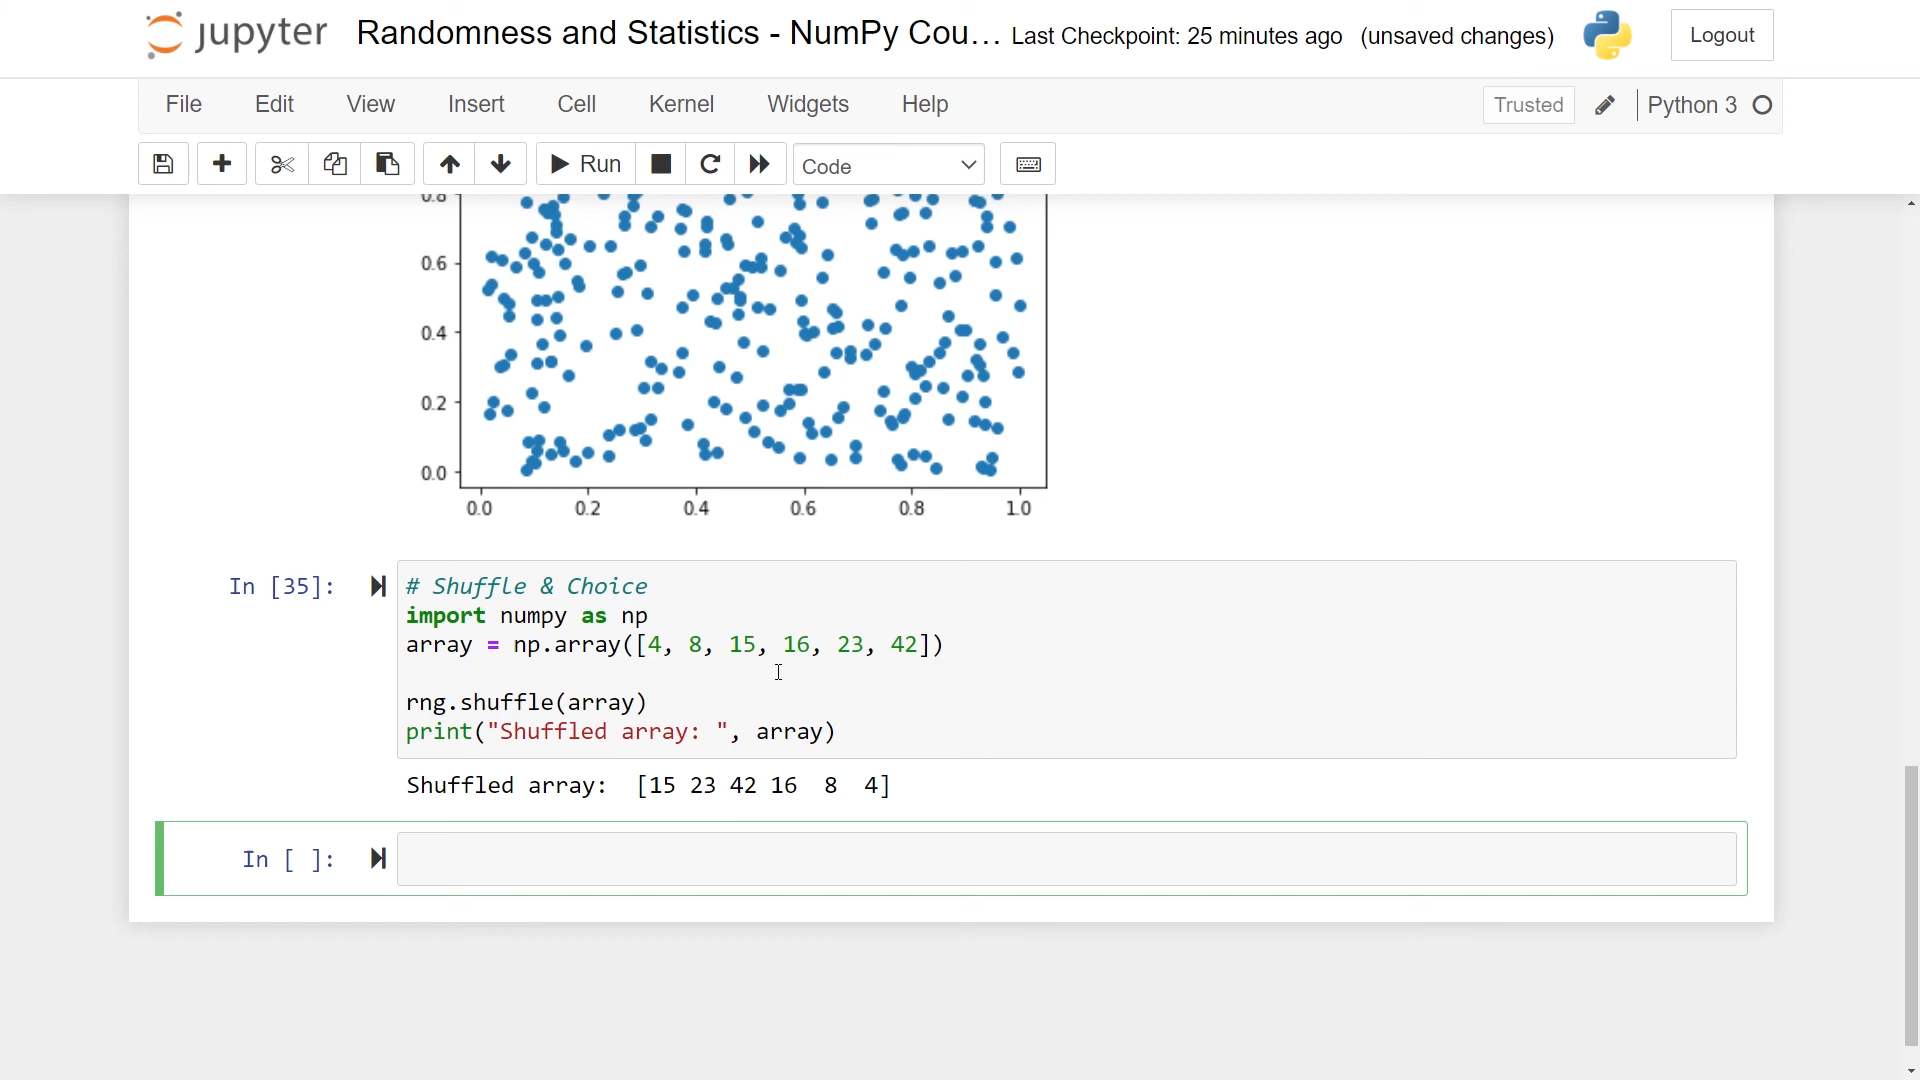 jupyter Randomness and Statistics - NumPy Cou... Last Checkpoint: 25 minutes ago (unsaved changes) Logout
File Edit View Insert Cell Kernel Widgets Help Trusted Python 3
Run Code
0.8
0.6
0.4
0.2
0.0
0.0 0.2 0.4 0.6 0.8 1.0
In [35]: # Shuffle & Choice
import numpy as np
array = np.array([4, 8, 15, 16, 23, 42])
rng.shuffle(array)
print("Shuffled array: ", array)
Shuffled array:  [15 23 42 16  8  4]
In [ ]: